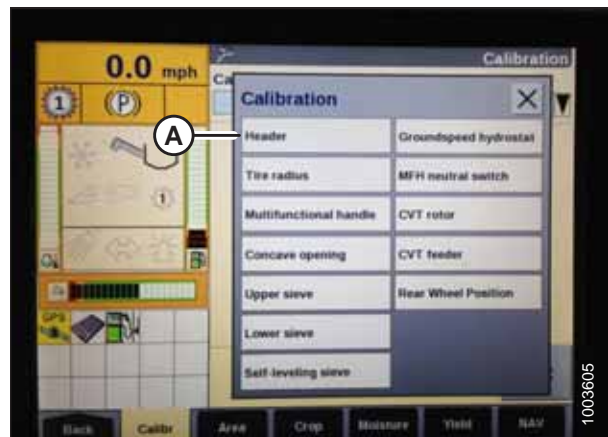 0.0 mph
Calibration
Ca
1
(P)
Calibration
A
Header
Groundspeed hydrostat
Tire radius
MFH neutral switch
1
Multifunctional handle
CVT rotor
Concave opening
CVT feeder
Upper sieve
Rear Wheel Position
GPS
Lower sieve
Self-leveling sieve
1003605
Back
Calibr
Area
Crop
Moisture
Yield
NAV